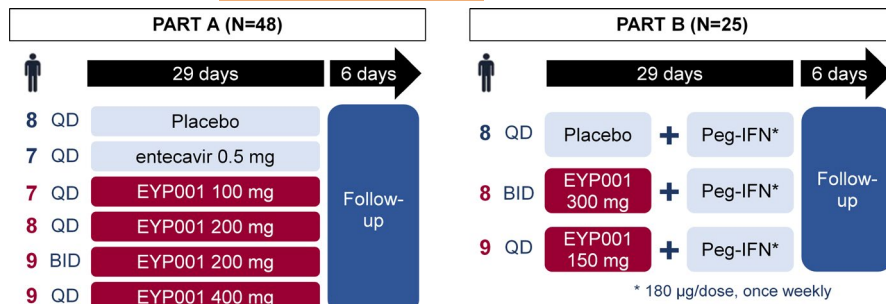 PART A (N=48)
29 days
6 days
8 QD Placebo
7 QD entecavir 0.5 mg
7 QD EYP001 100 mg
8 QD EYP001 200 mg
9 BID EYP001 200 mg
9 QD EYP001 400 mg
Follow-
up
PART B (N=25)
29 days
6 days
8 QD Placebo + Peg-IFN*
8 BID EYP001 300 mg + Peg-IFN*
9 QD EYP001 150 mg + Peg-IFN*
Follow-
up
* 180 µg/dose, once weekly